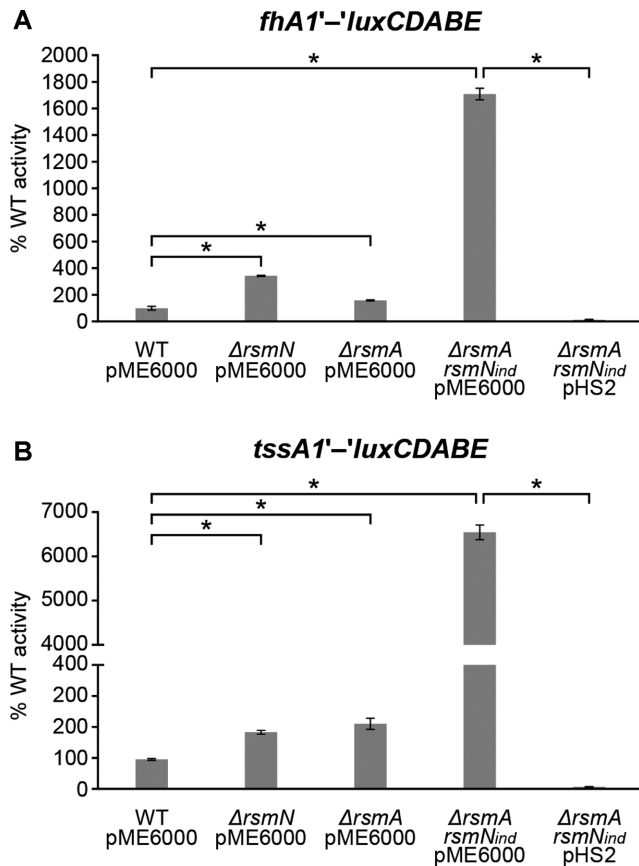 A
fhA1'–'luxCDABE
% WT activity
2000
1800
1600
1400
1200
1000
800
600
400
200
0
*
*
*
*
WT
pME6000
ΔrsmN
pME6000
ΔrsmA
pME6000
ΔrsmA
rsmNind
pME6000
ΔrsmA
rsmNind
pHS2
B
tssA1'–'luxCDABE
% WT activity
7000
6000
5000
4000
400
200
200
100
0
*
*
*
*
WT
pME6000
ΔrsmN
pME6000
ΔrsmA
pME6000
ΔrsmA
rsmNind
pME6000
ΔrsmA
rsmNind
pHS2